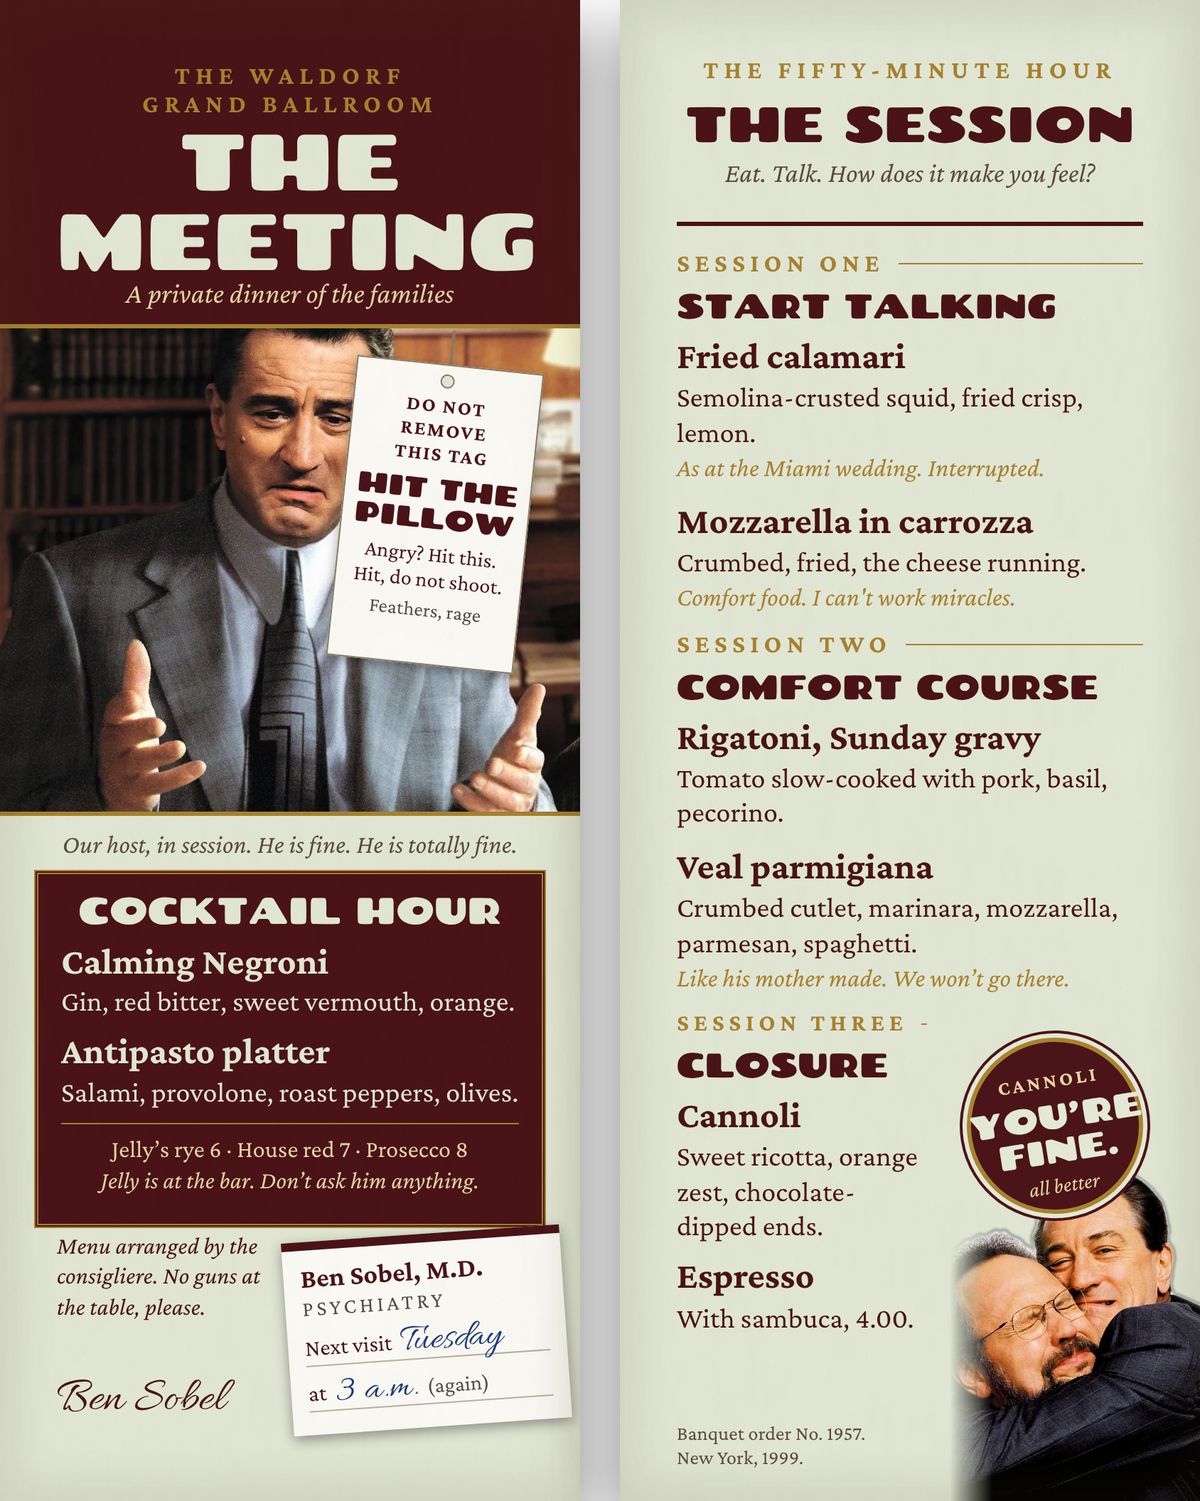 THE WALDORF
GRAND BALLROOM
THE
MEETING
A private dinner of the families
DO NOT
REMOVE
THIS TAG
HIT THE
PILLOW
Angry? Hit this.
Hit, do not shoot.
Feathers, rage
Our host, in session. He is fine. He is totally fine.
COCKTAIL HOUR
Calming Negroni
Gin, red bitter, sweet vermouth, orange.
Antipasto platter
Salami, provolone, roast peppers, olives.
Jelly’s rye 6 · House red 7 · Prosecco 8
Jelly is at the bar. Don’t ask him anything.
Menu arranged by the
consigliere. No guns at
the table, please.
Ben Sobel
Ben Sobel, M.D.
PSYCHIATRY
Next visit Tuesday
at 3 a.m. (again)
THE FIFTY-MINUTE HOUR
THE SESSION
Eat. Talk. How does it make you feel?
SESSION ONE
START TALKING
Fried calamari
Semolina-crusted squid, fried crisp,
lemon.
As at the Miami wedding. Interrupted.
Mozzarella in carrozza
Crumbed, fried, the cheese running.
Comfort food. I can't work miracles.
SESSION TWO
COMFORT COURSE
Rigatoni, Sunday gravy
Tomato slow-cooked with pork, basil,
pecorino.
Veal parmigiana
Crumbed cutlet, marinara, mozzarella,
parmesan, spaghetti.
Like his mother made. We won’t go there.
SESSION THREE
CLOSURE
Cannoli
Sweet ricotta, orange
zest, chocolate-
dipped ends.
Espresso
With sambuca, 4.00.
CANNOLI
YOU’RE
FINE.
all better
Banquet order No. 1957.
New York, 1999.